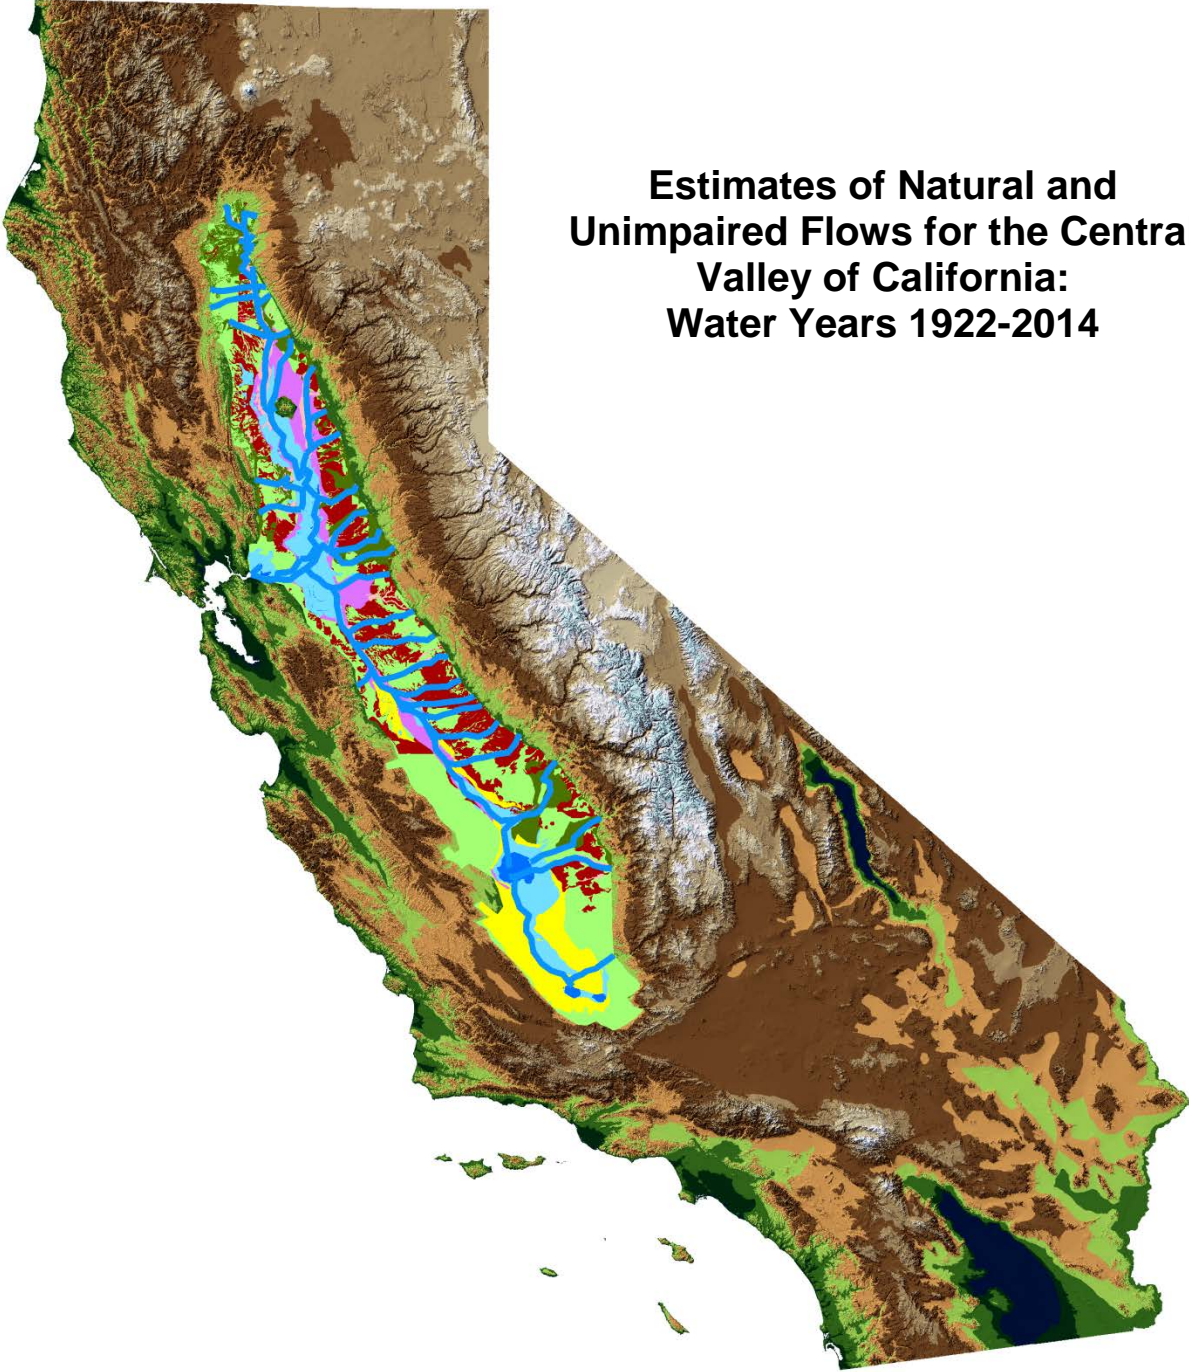 Estimates of Natural and
Unimpaired Flows for the Centra
Valley of California:
Water Years 1922-2014